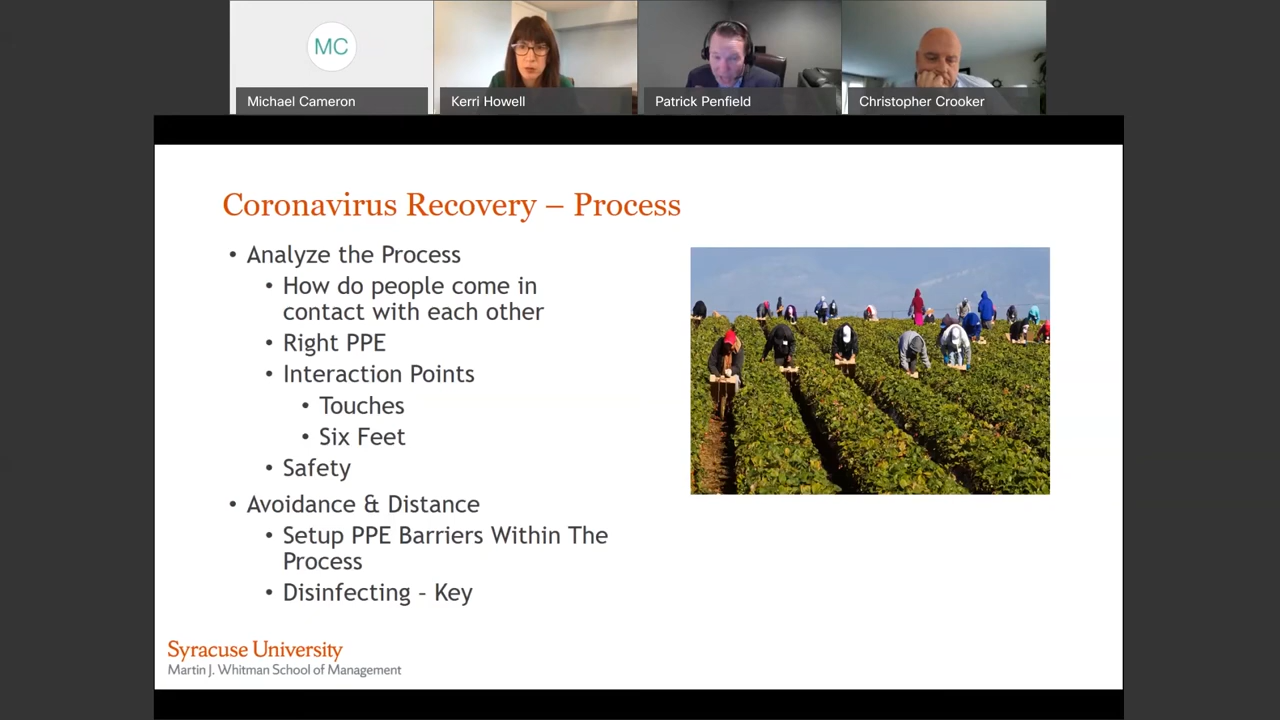 MC
Michael Cameron
Kerri Howell
Patrick Penfield
Christopher Crooker
Coronavirus Recovery – Process
• Analyze the Process
• How do people come in
contact with each other
• Right PPE
• Interaction Points
• Touches
• Six Feet
• Safety
• Avoidance & Distance
• Setup PPE Barriers Within The
Process
• Disinfecting – Key
Syracuse University
Martin J. Whitman School of Management